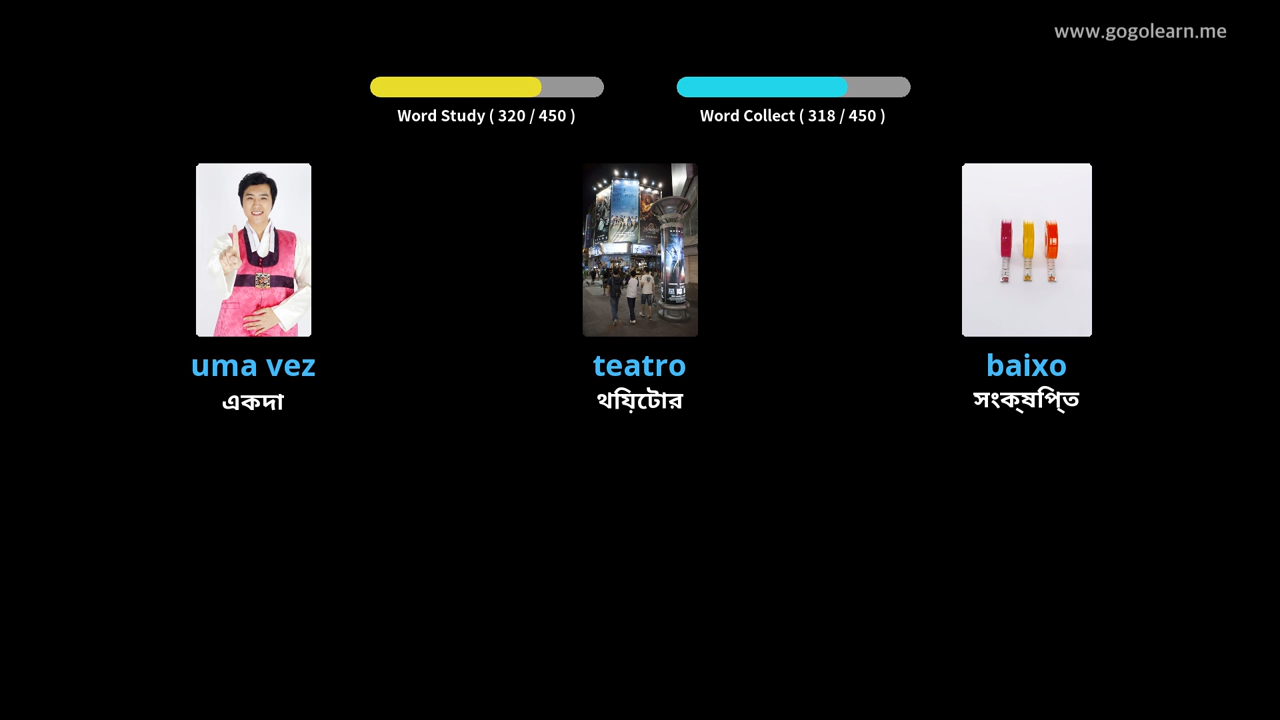 www.gogolearn.me
Word Study ( 320 / 450 )
Word Collect ( 318 / 450 )
uma vez
teatro
baixo
একদা
থিয়েটার
সংক্ষিপ্ত